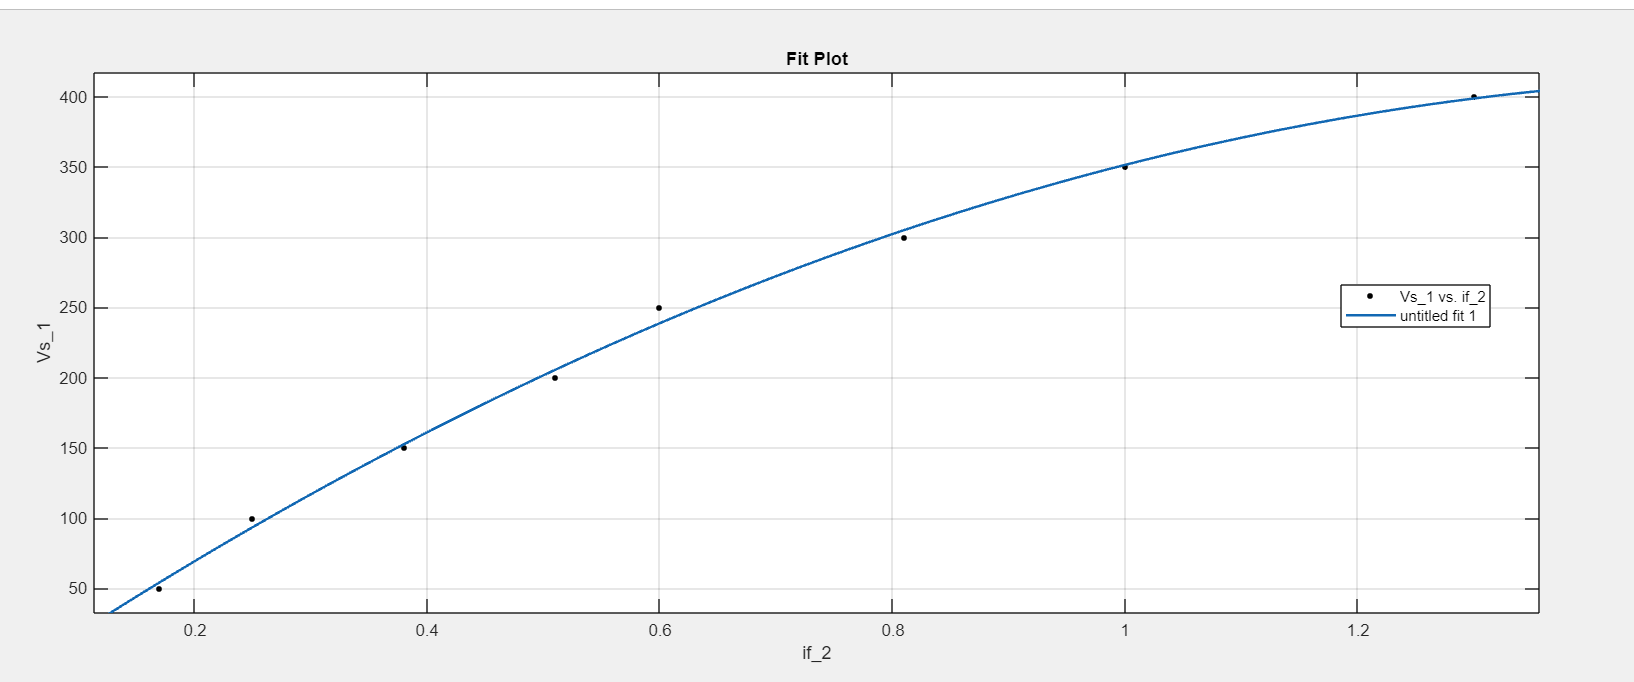 Fit Plot
400
350
300
250
200
150
100
50
Vs_1
Vs_1 vs. if_2
untitled fit 1
0.2 0.4 0.6 0.8 1 1.2
if_2